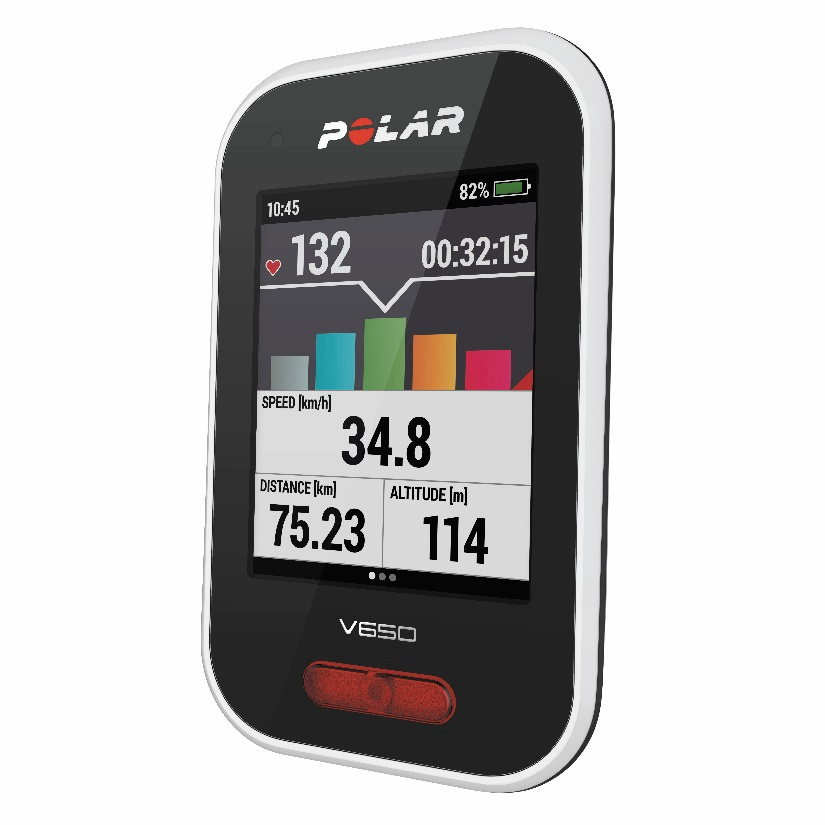 POLAR
10:45 82%
132 00:32:15
SPEED [km/h]
34.8
DISTANCE [km] ALTITUDE [m]
75.23 114
V650